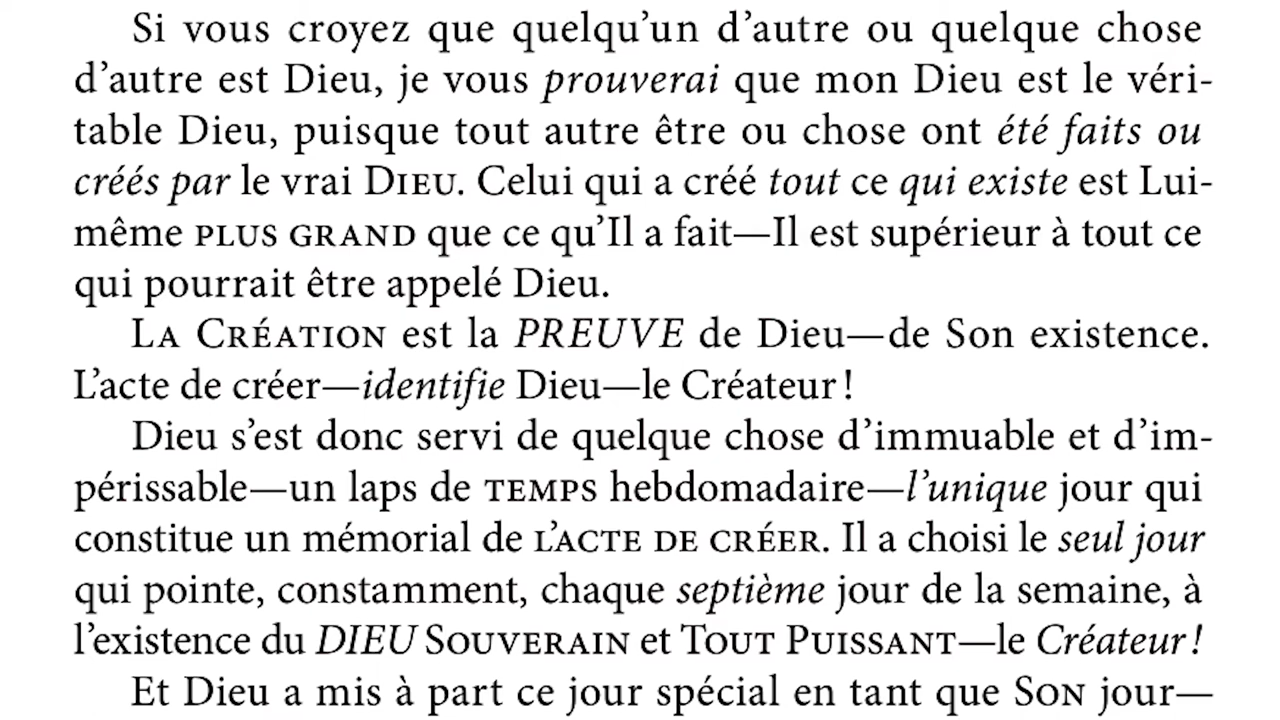 Si vous croyez que quelqu’un d’autre ou quelque chose
d’autre est Dieu, je vous prouverai que mon Dieu est le véri-
table Dieu, puisque tout autre être ou chose ont été faits ou
créés par le vrai DIEU. Celui qui a créé tout ce qui existe est Lui-
même PLUS GRAND que ce qu’Il a fait—Il est supérieur à tout ce
qui pourrait être appelé Dieu.
LA CRÉATION est la PREUVE de Dieu—de Son existence.
L’acte de créer—identifie Dieu—le Créateur !
Dieu s’est donc servi de quelque chose d’immuable et d’im-
périssable—un laps de TEMPS hebdomadaire—l’unique jour qui
constitue un mémorial de L’ACTE DE CRÉER. Il a choisi le seul jour
qui pointe, constamment, chaque septième jour de la semaine, à
l’existence du DIEU SOUVERAIN et TOUT PUISSANT—le Créateur !
Et Dieu a mis à part ce jour spécial en tant que SON jour—